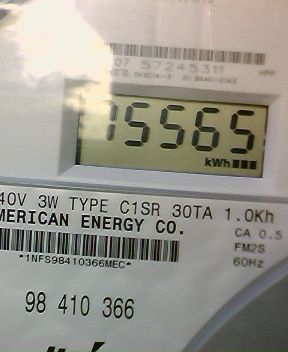 07 57245311
15565
kWh
40V 3W TYPE C1SR 30TA 1.0Kh
MERICAN ENERGY CO.
CA 0.5
FM2S
*1NFS98410366MEC*
60Hz
98 410 366